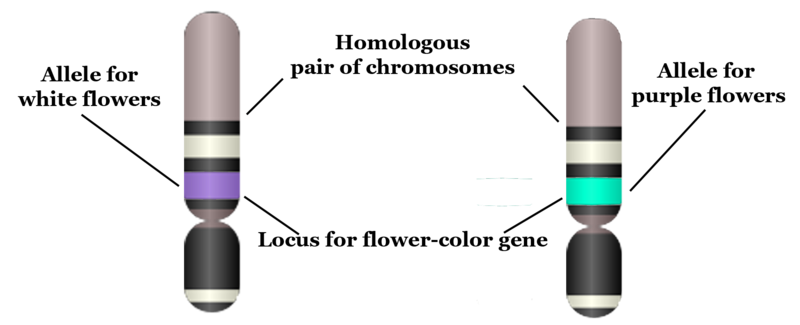 Homologous
pair of chromosomes
Allele for
white flowers
Allele for
purple flowers
Locus for flower-color gene